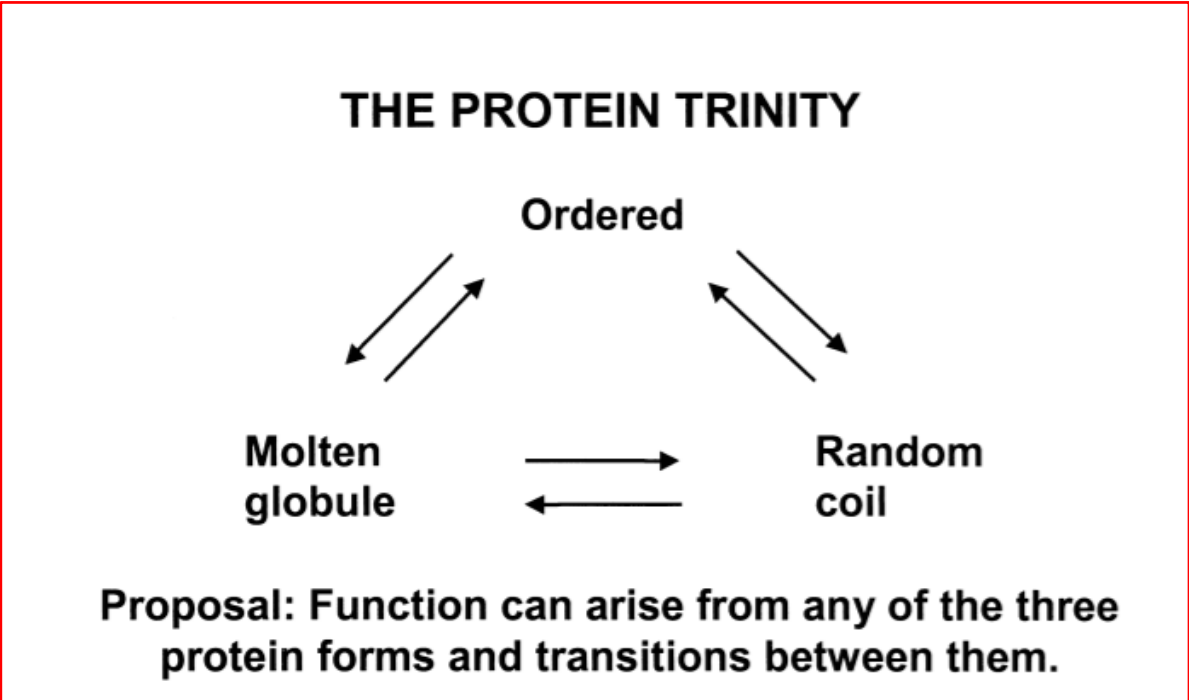 THE PROTEIN TRINITY
Ordered
Molten
globule
Random
coil
Proposal: Function can arise from any of the three
protein forms and transitions between them.